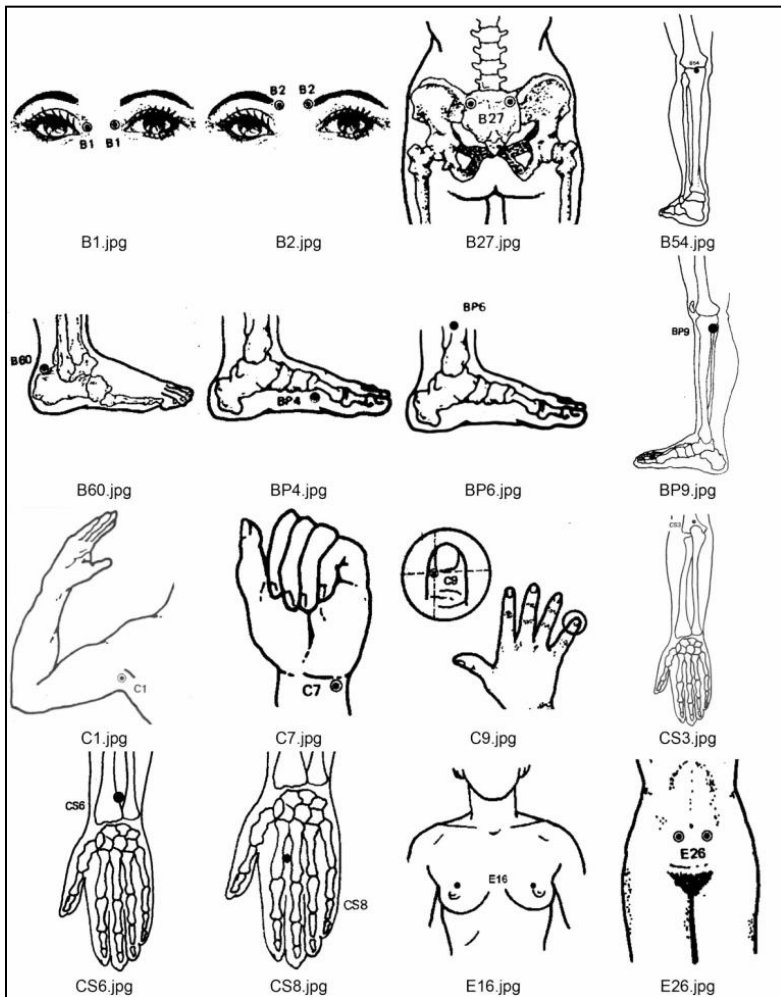 B1 B1
B2 B2
B27
B54
B1.jpg B2.jpg B27.jpg B54.jpg
B60
BP4
BP6
BP9
B60.jpg BP4.jpg BP6.jpg BP9.jpg
C1
C7
C9
CS3
C1.jpg C7.jpg C9.jpg CS3.jpg
CS6
CS8
E16
E26
CS6.jpg CS8.jpg E16.jpg E26.jpg